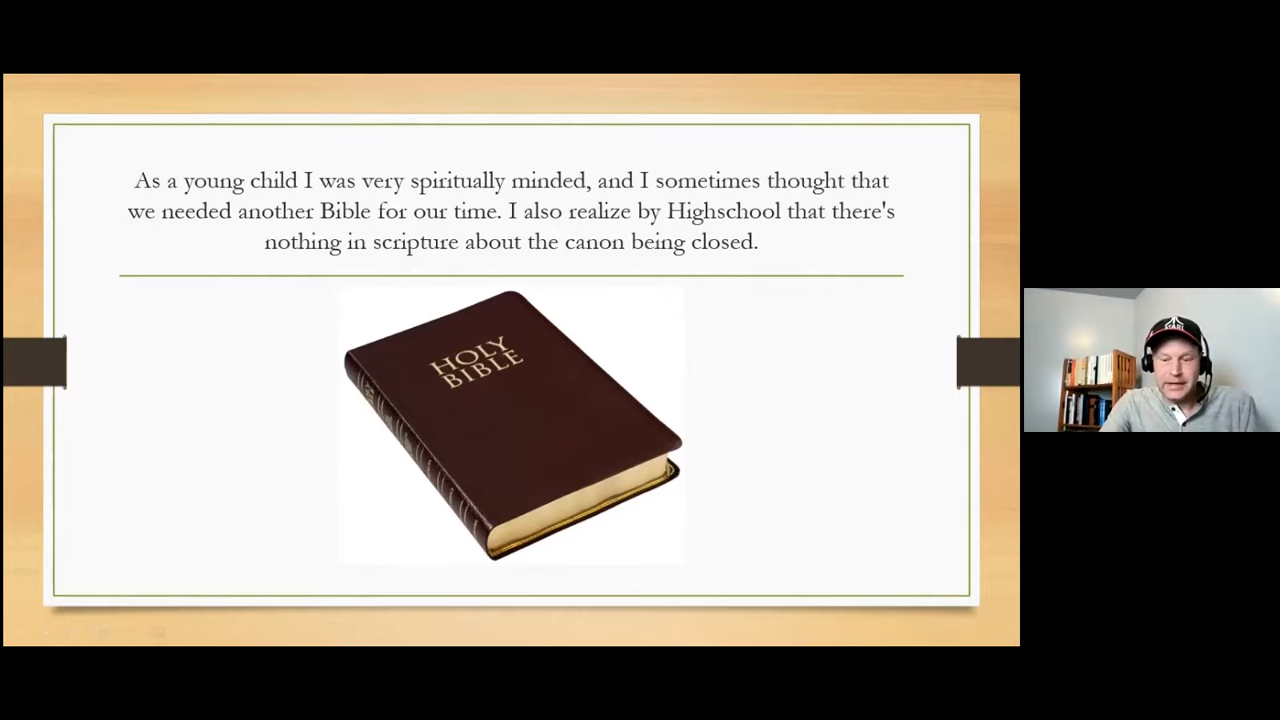 As a young child I was very spiritually minded, and I sometimes thought that
we needed another Bible for our time. I also realize by Highschool that there's
nothing in scripture about the canon being closed.
HOLY
BIBLE
ATARI